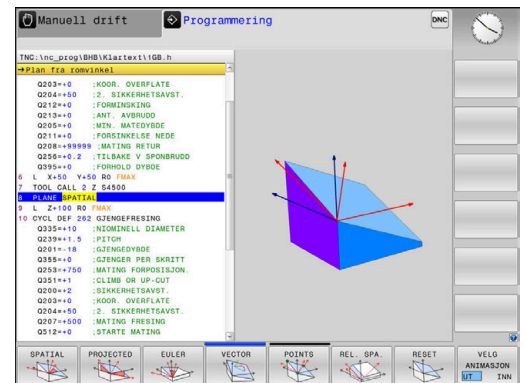 Manuell drift
Programmering
DNC
TNC:\nc_prog\BHB\Klartext\1GB.h
→Plan fra romvinkel
Q203=+0 ;KOOR. OVERFLATE
Q204=+50 ;2. SIKKERHETSAVST.
Q212=+0 ;FORMINSKING
Q213=+0 ;ANT. AVBRUDD
Q205=+0 ;MIN. MATEDYBDE
Q211=+0 ;FORSINKELSE NEDE
Q208=+99999 ;MATING RETUR
Q256=+0.2 ;TILBAKE V SPONBRUDD
Q395=+0 ;FORHOLD DYBDE
6 L X+50 Y+50 R0 FMAX
7 TOOL CALL 2 Z S4500
8 PLANE SPATIAL
9 L Z+100 R0 FMAX
10 CYCL DEF 262 GJENGEFRESING
Q335=+10 ;NIOMINELL DIAMETER
Q239=+1.5 ;PITCH
Q201=-18 ;GJENGEDYBDE
Q355=+0 ;GJENGER PER SKRITT
Q253=+750 ;MATING FORPOSISJON.
Q351=+1 ;CLIMB OR UP-CUT
Q200=+2 ;SIKKERHETSAVST.
Q203=+0 ;KOOR. OVERFLATE
Q204=+50 ;2. SIKKERHETSAVST.
Q207=+500 ;MATING FRESING
Q512=+0 ;STARTE MATING
SPATIAL
PROJECTED
EULER
VECTOR
POINTS
REL. SPA.
RESET
VELG
ANIMASJON
UT INN